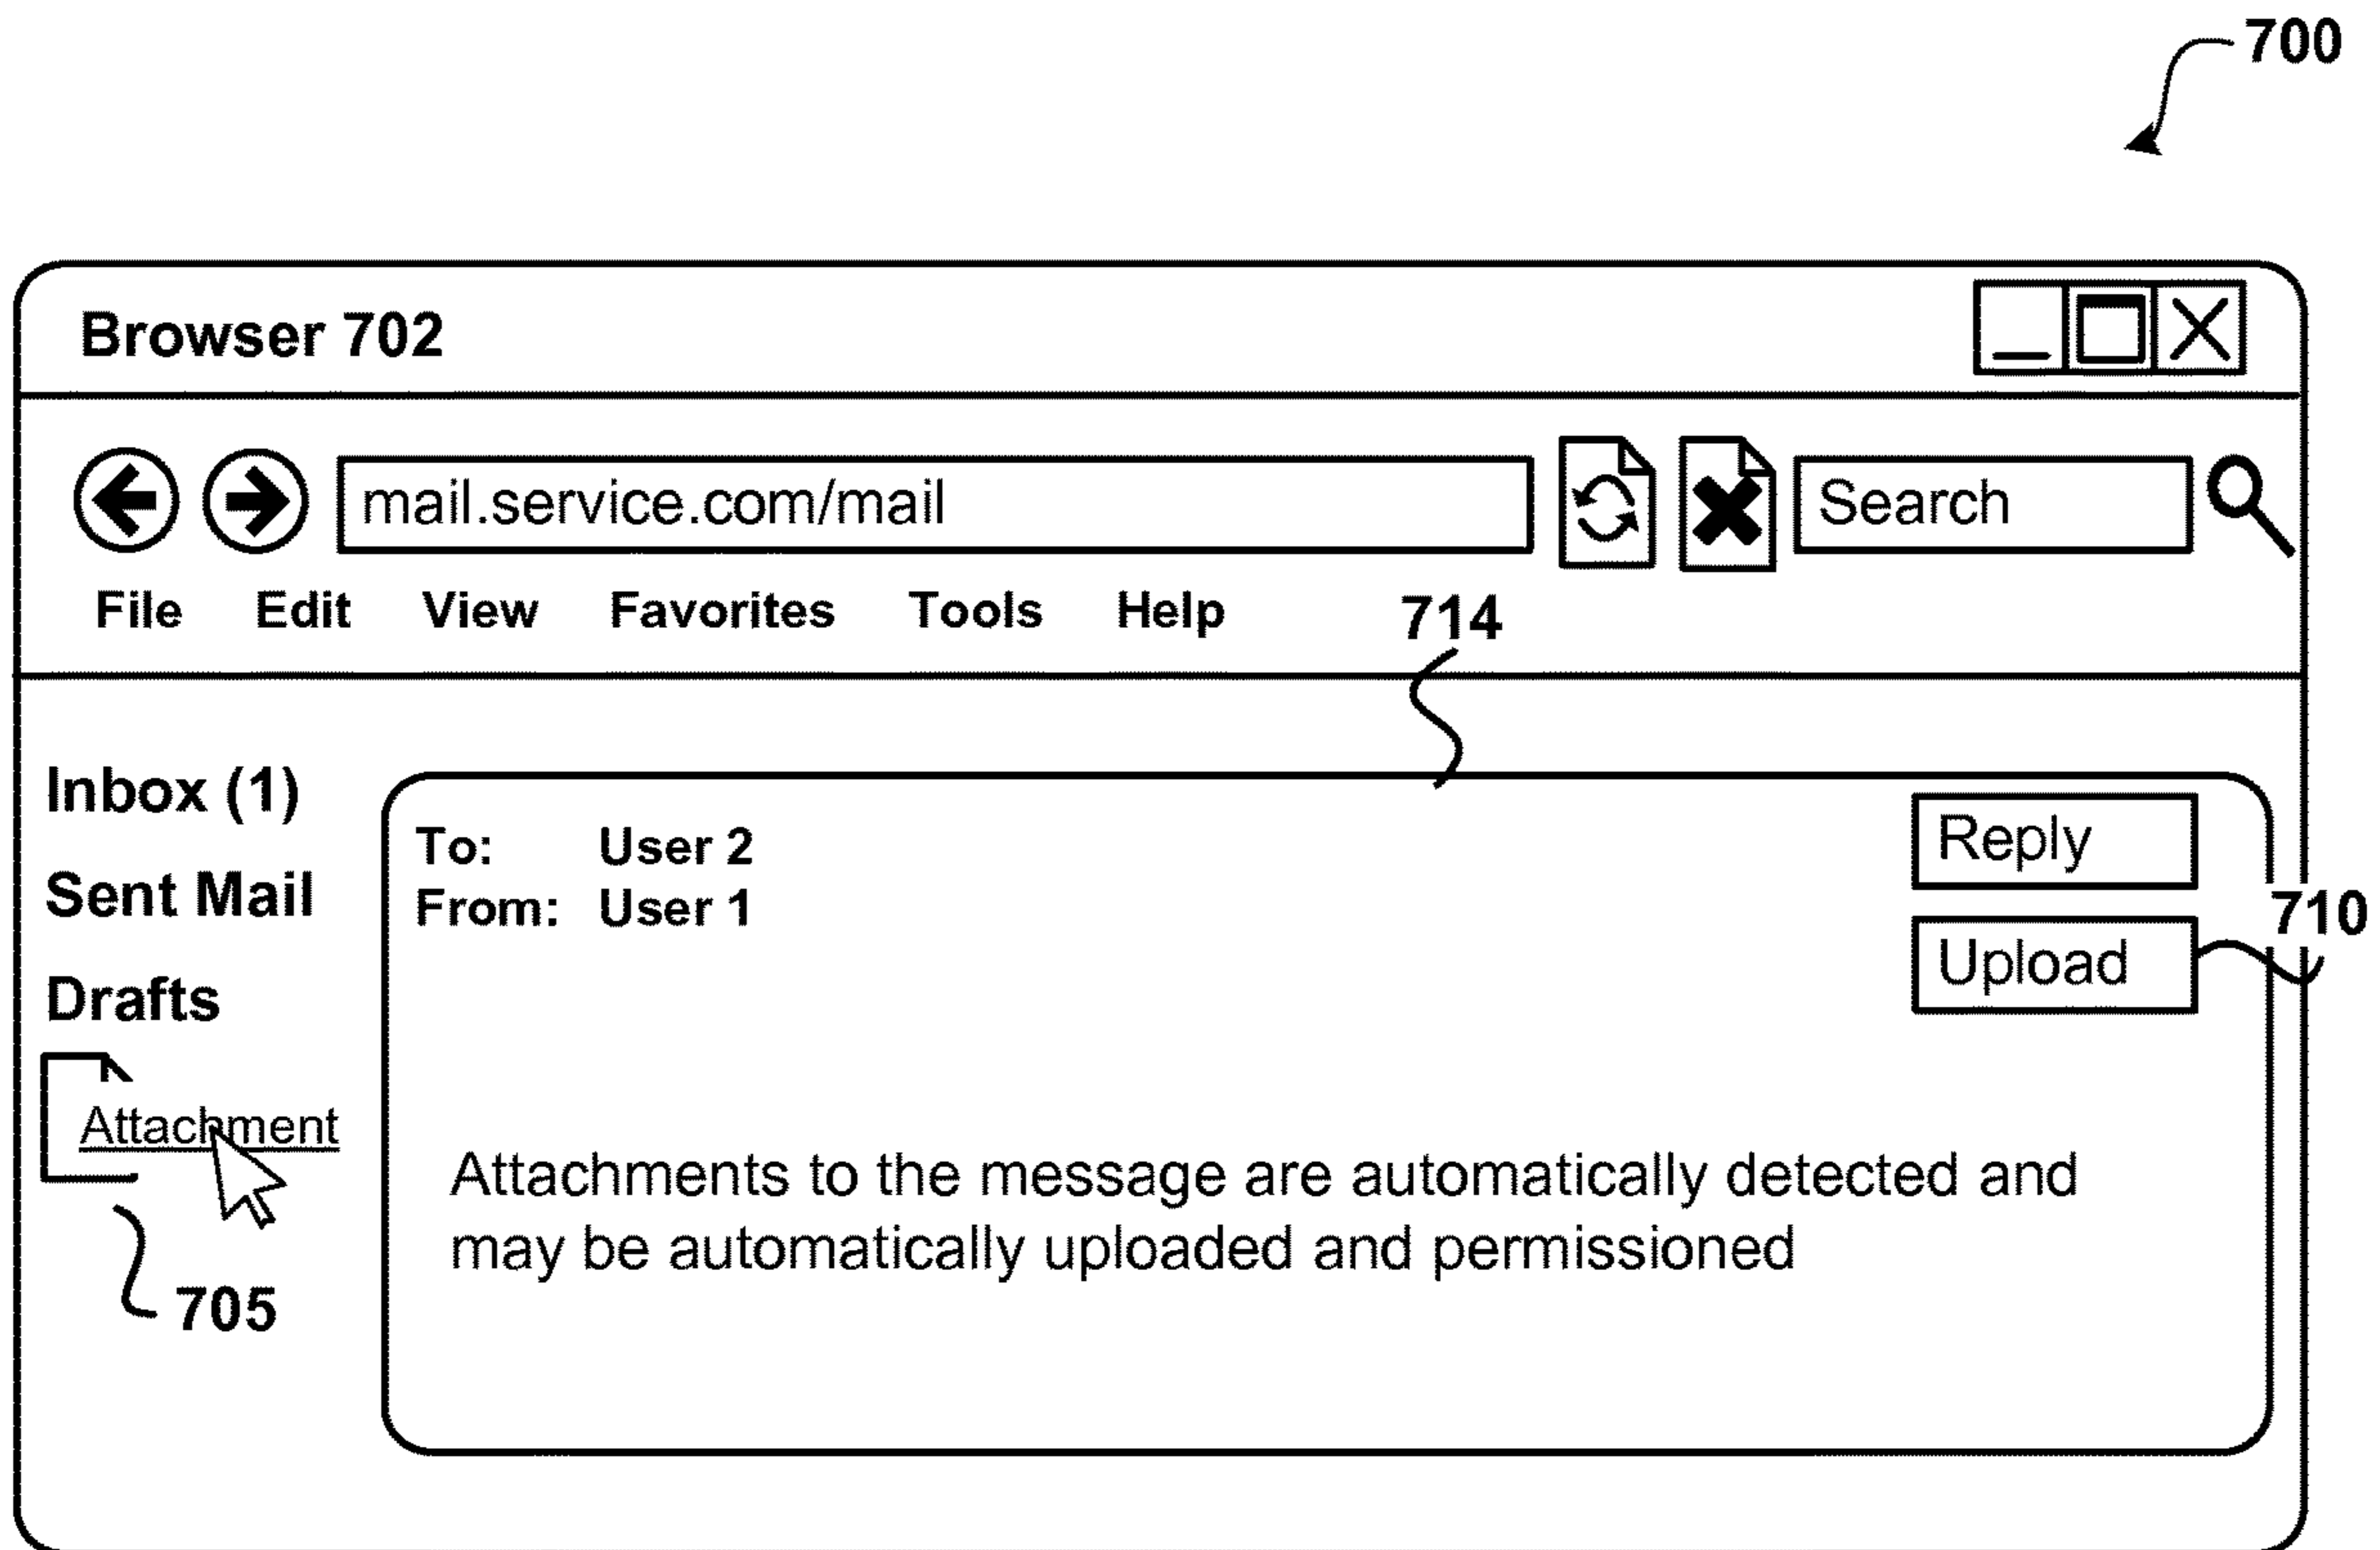 700
Browser 702
mail.service.com/mail
Search
File Edit View Favorites Tools Help
714
Inbox (1)
Sent Mail
Drafts
Attachment
705
To: User 2
From: User 1
Reply
Upload
710
Attachments to the message are automatically detected and
may be automatically uploaded and permissioned